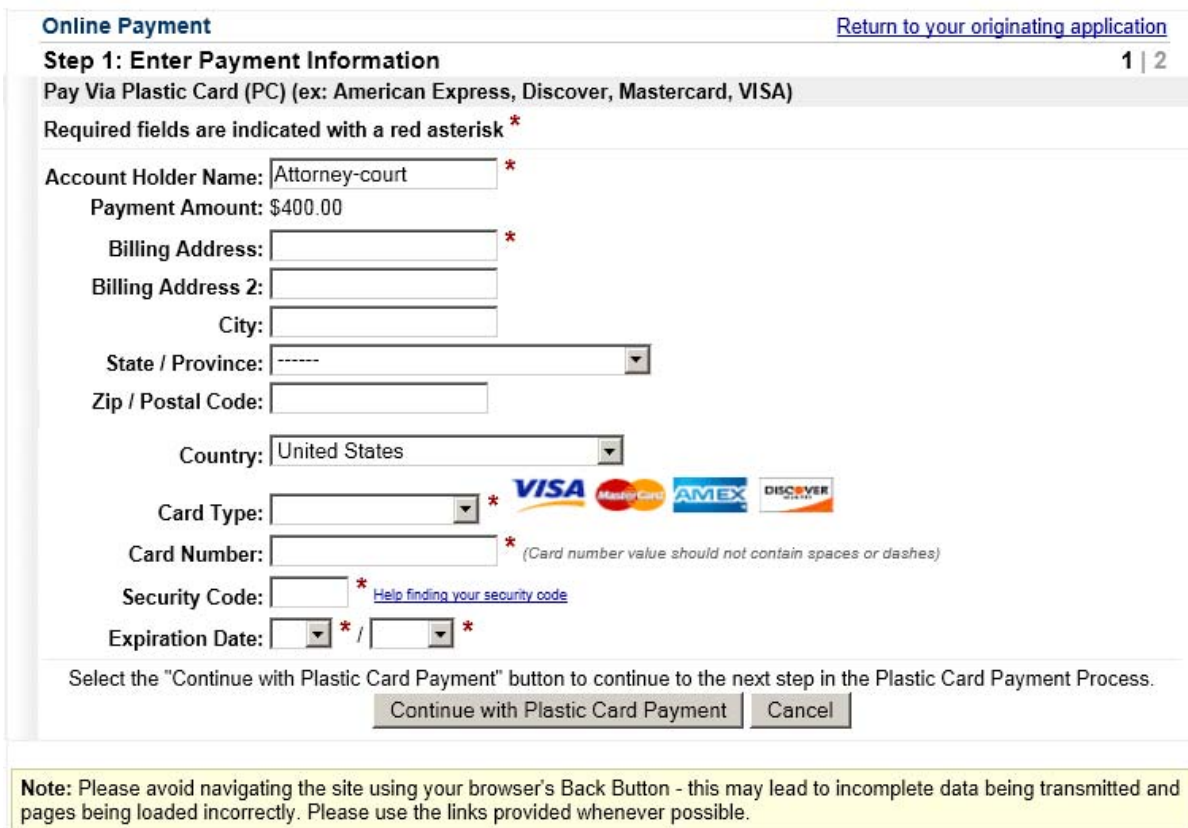 Online Payment Return to your originating application
Step 1: Enter Payment Information 1 | 2
Pay Via Plastic Card (PC) (ex: American Express, Discover, Mastercard, VISA)
Required fields are indicated with a red asterisk *
Account Holder Name: Attorney-court *
Payment Amount: $400.00
Billing Address: *
Billing Address 2:
City:
State / Province: ------
Zip / Postal Code:
Country: United States
Card Type: * VISA MasterCard AMEX DISCOVER
Card Number: * (Card number value should not contain spaces or dashes)
Security Code: * Help finding your security code
Expiration Date: * / *
Select the "Continue with Plastic Card Payment" button to continue to the next step in the Plastic Card Payment Process.
Continue with Plastic Card Payment Cancel
Note: Please avoid navigating the site using your browser's Back Button - this may lead to incomplete data being transmitted and
pages being loaded incorrectly. Please use the links provided whenever possible.